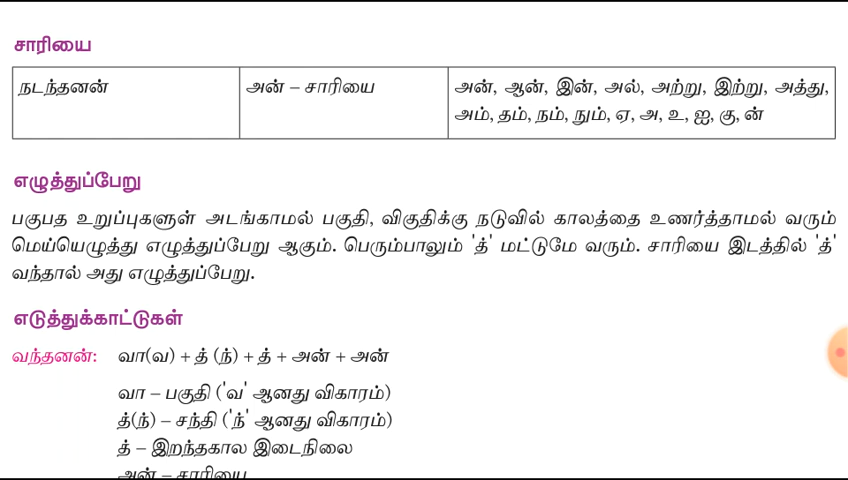 சாரியை
நடந்தனன்
அன் – சாரியை
அன், ஆன், இன், அல், அற்று, இற்று, அத்து,
அம், தம், நம், நும், ஏ, அ, உ, ஐ, கு, ன்
எழுத்துப்பேறு
பகுபத உறுப்புகளுள் அடங்காமல் பகுதி, விகுதிக்கு நடுவில் காலத்தை உணர்த்தாமல் வரும்
மெய்யெழுத்து எழுத்துப்பேறு ஆகும். பெரும்பாலும் 'த்' மட்டுமே வரும். சாரியை இடத்தில் 'த்'
வந்தால் அது எழுத்துப்பேறு.
எடுத்துக்காட்டுகள்
வந்தனன்: வா(வ) + த் (ந்) + த் + அன் + அன்
வா – பகுதி ('வ' ஆனது விகாரம்)
த்(ந்) – சந்தி ('ந்' ஆனது விகாரம்)
த் – இறந்தகால இடைநிலை
அன் – சாரியை